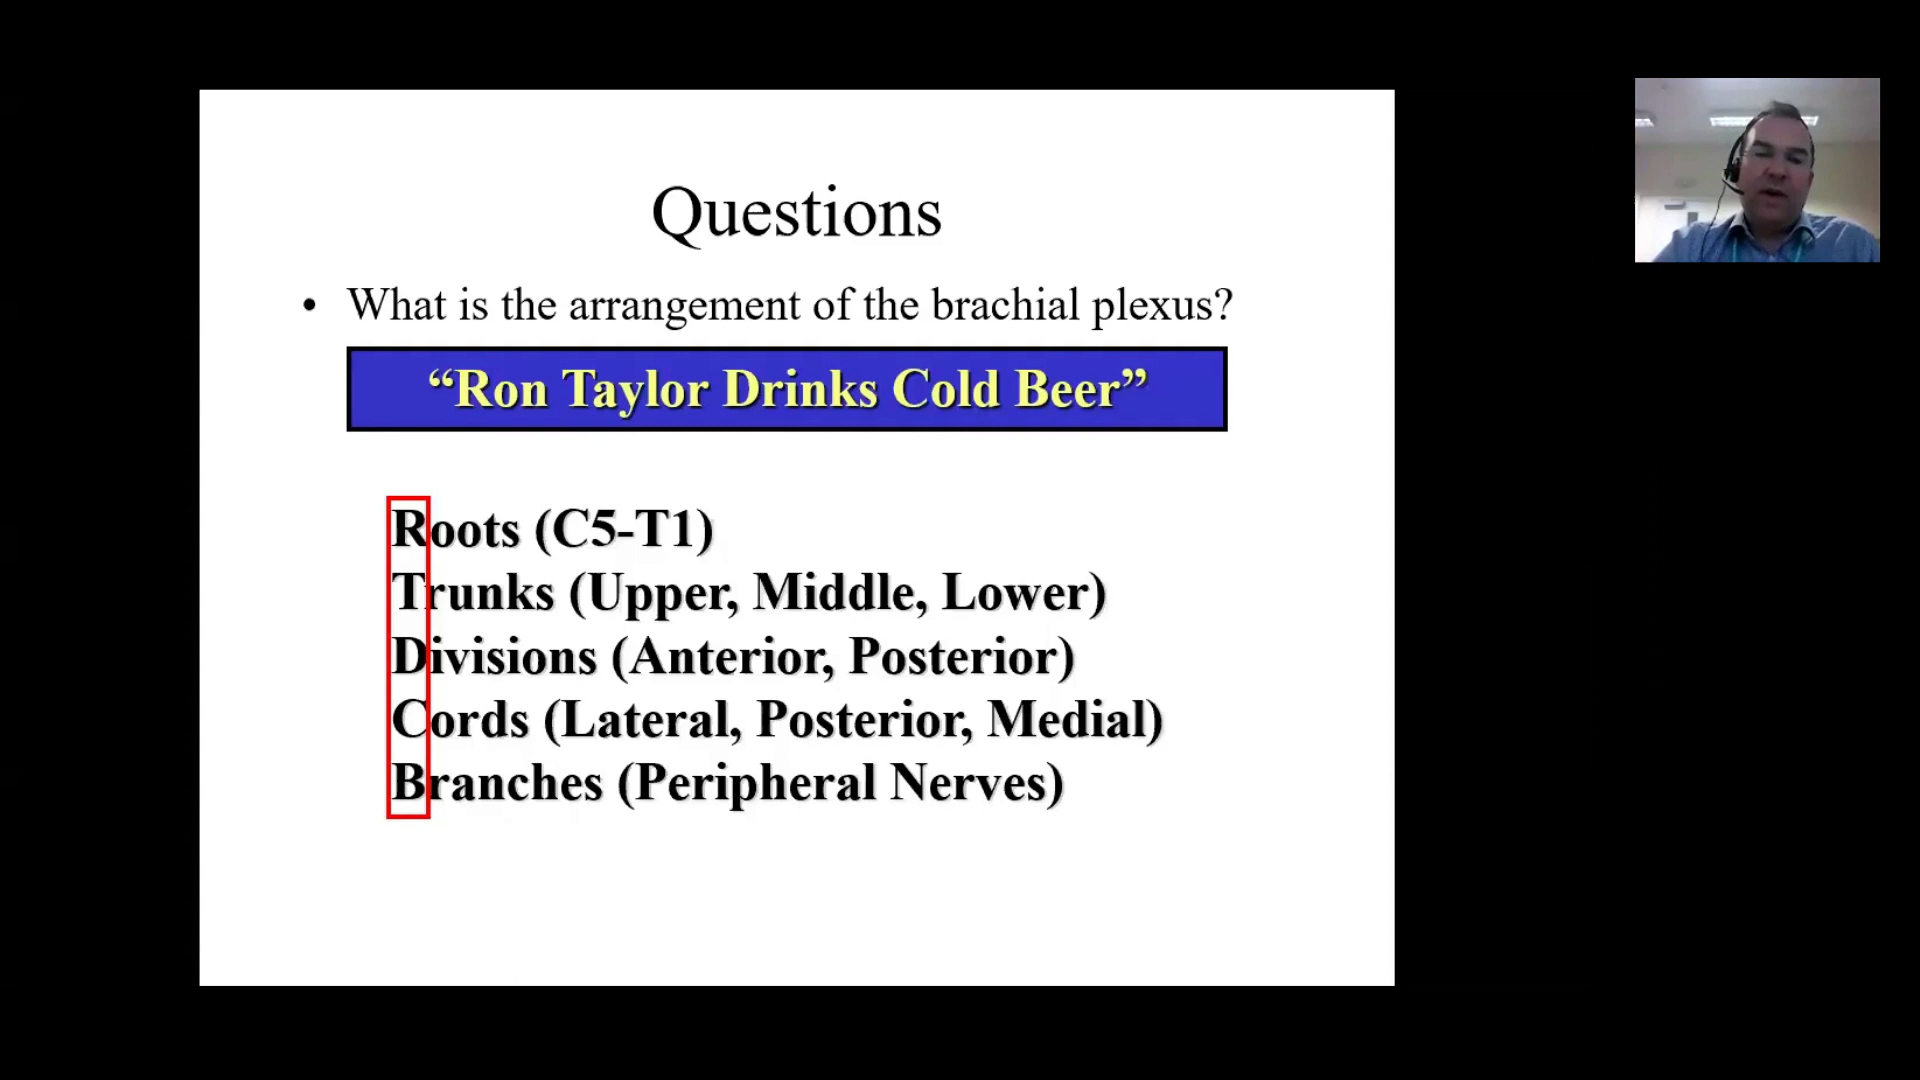 Questions
• What is the arrangement of the brachial plexus?
“Ron Taylor Drinks Cold Beer”
Roots (C5-T1)
Trunks (Upper, Middle, Lower)
Divisions (Anterior, Posterior)
Cords (Lateral, Posterior, Medial)
Branches (Peripheral Nerves)